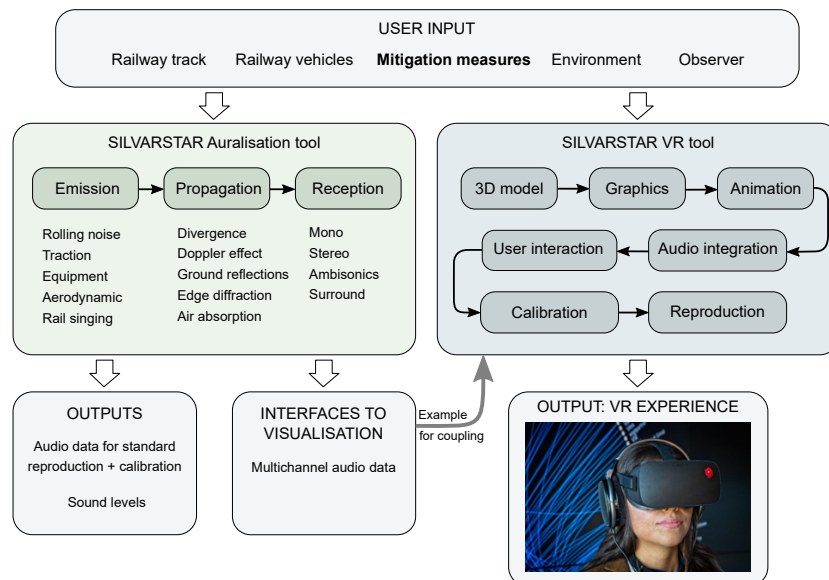 USER INPUT
Railway track Railway vehicles Mitigation measures Environment Observer
SILVARSTAR Auralisation tool
Emission Propagation Reception
Rolling noise
Traction
Equipment
Aerodynamic
Rail singing
Divergence
Doppler effect
Ground reflections
Edge diffraction
Air absorption
Mono
Stereo
Ambisonics
Surround
SILVARSTAR VR tool
3D model Graphics Animation
User interaction Audio integration
Calibration Reproduction
OUTPUTS
Audio data for standard
reproduction + calibration
Sound levels
INTERFACES TO
VISUALISATION
Multichannel audio data
Example
for coupling
OUTPUT: VR EXPERIENCE